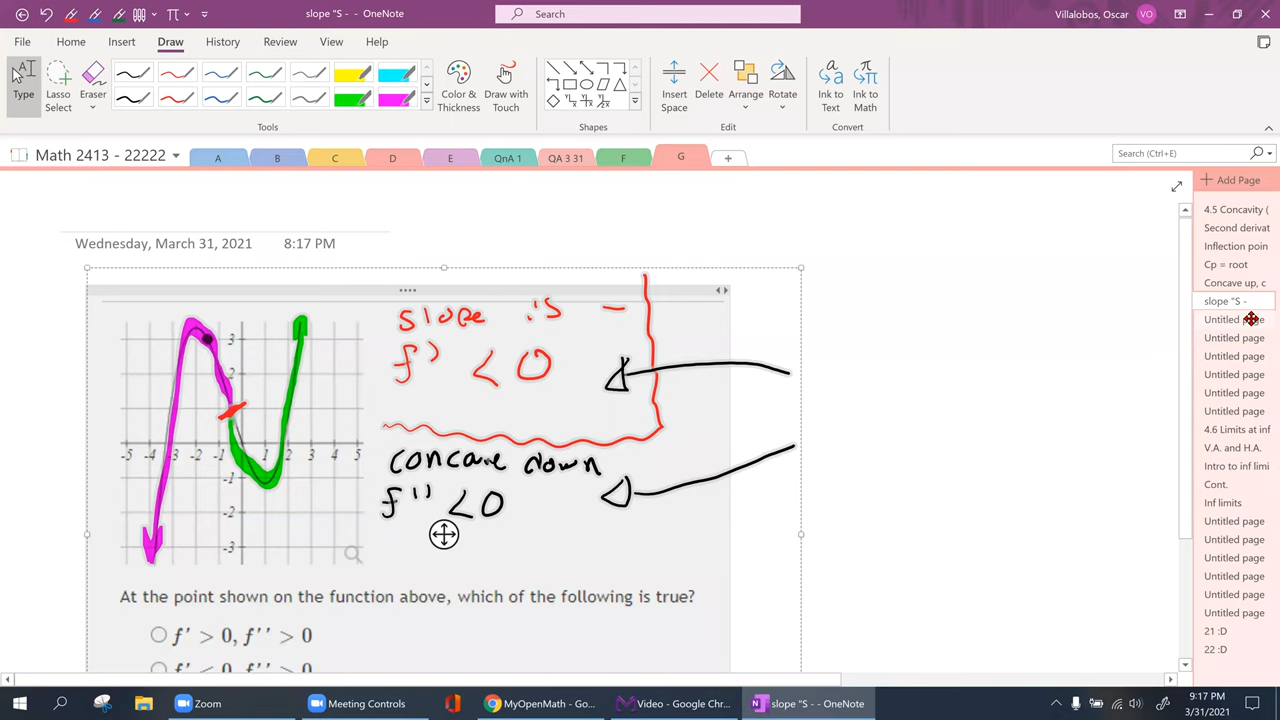 slope "S - - OneNote
Search
Villalobos, Oscar VO
File Home Insert Draw History Review View Help
Type
Lasso Select
Eraser
Color & Thickness
Draw with Touch
Insert Space
Delete
Arrange
Rotate
Ink to Text
Ink to Math
Tools
Shapes
Edit
Convert
Math 2413 - 22222
A B C D E QnA 1 QA 3 31 F G
Search (Ctrl+E)
Add Page
4.5 Concavity (
Second derivat
Inflection poin
Cp = root
Concave up, c
slope "S -
Untitled page
Untitled page
Untitled page
Untitled page
Untitled page
Untitled page
4.6 Limits at inf
V.A. and H.A.
Intro to inf limi
Cont.
Inf limits
Untitled page
Untitled page
Untitled page
Untitled page
Untitled page
Untitled page
21 :D
22 :D
Wednesday, March 31, 2021 8:17 PM
slope is -
f' < 0
concave down
f'' < 0
3
2
-5 -4 -3 -2 -1 1 2 3 4 5
-1
-2
-3
At the point shown on the function above, which of the following is true?
f' > 0, f'' > 0
f' < 0, f'' > 0
Zoom
Meeting Controls
MyOpenMath - Go...
Video - Google Chr...
slope "S - - OneNote
9:17 PM
3/31/2021